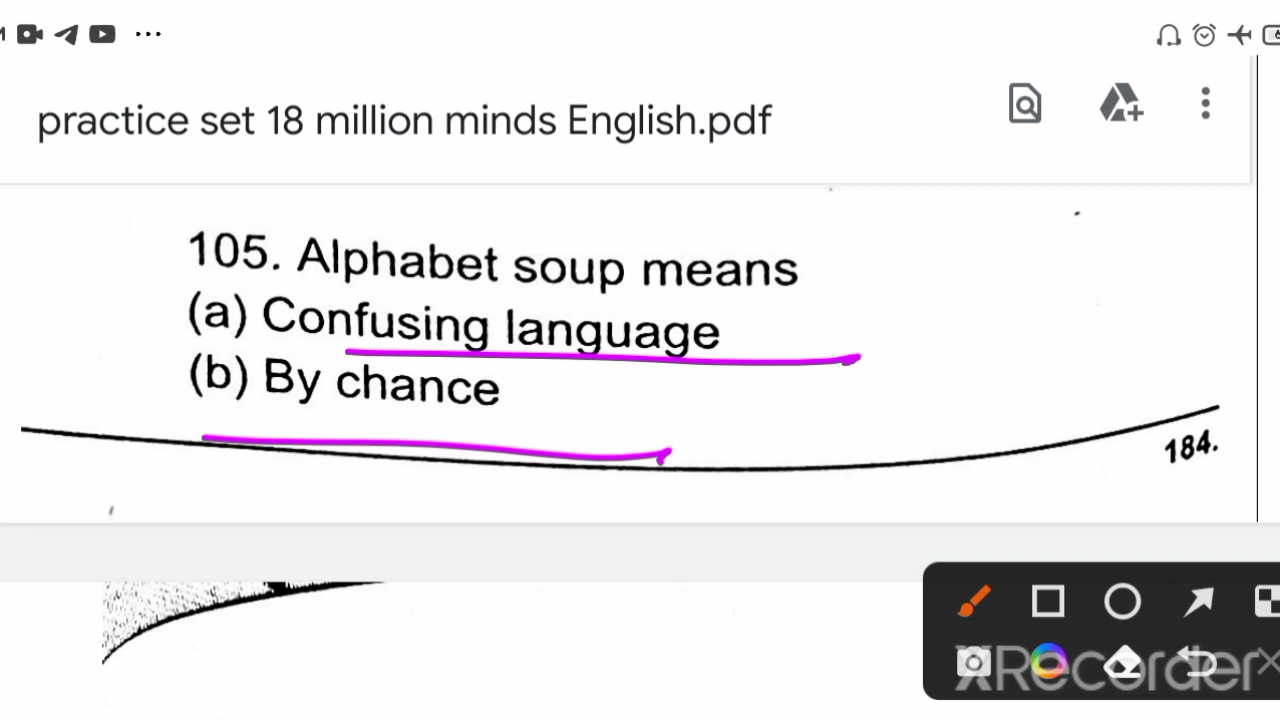 practice set 18 million minds English.pdf
105. Alphabet soup means
(a) Confusing language
(b) By chance
184.
XRecorder